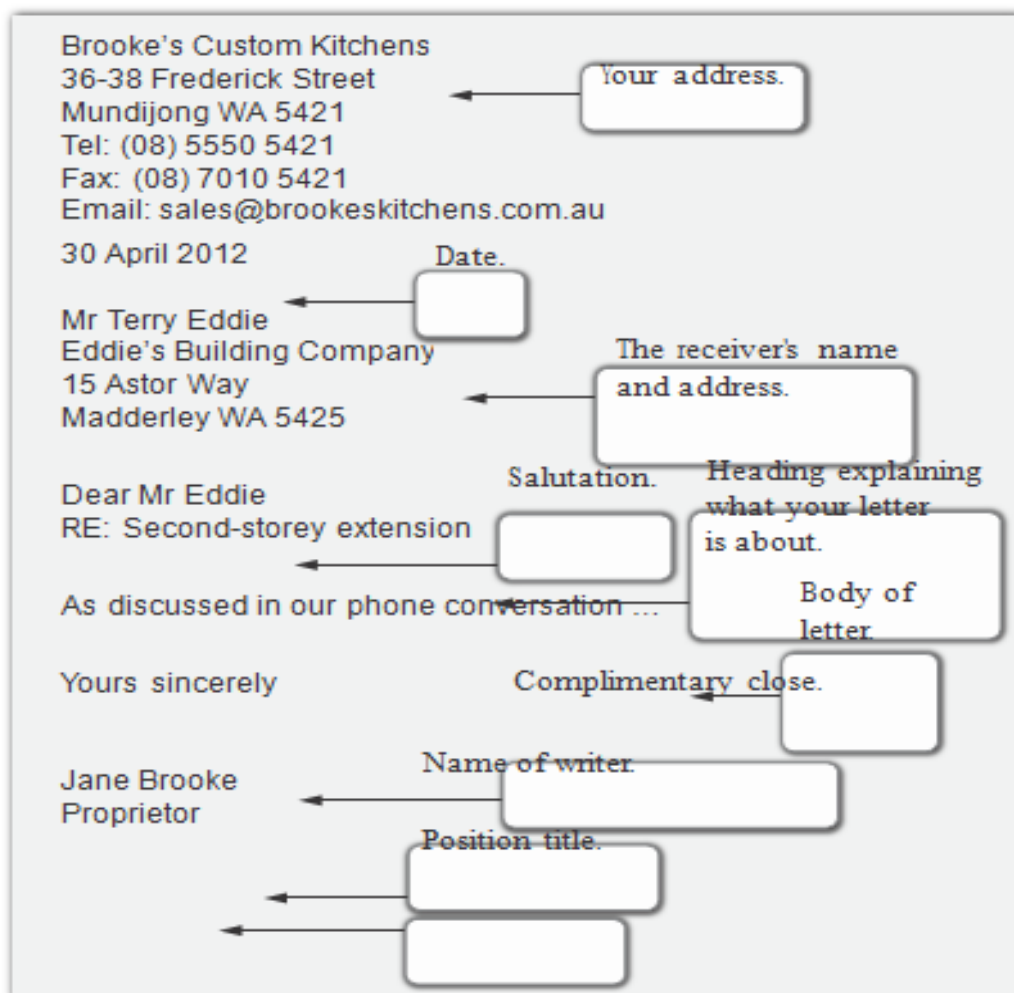 Brooke's Custom Kitchens
36-38 Frederick Street
Your address.
Mundijong WA 5421
Tel: (08) 5550 5421
Fax: (08) 7010 5421
Email: sales@brookeskitchens.com.au
30 April 2012
Date.
Mr Terry Eddie
Eddie's Building Company
The receiver's name
15 Astor Way
and address.
Madderley WA 5425
Salutation.
Heading explaining
Dear Mr Eddie
what your letter
RE: Second-storey extension
is about.
As discussed in our phone conversation ...
Body of
letter.
Yours sincerely
Complimentary close.
Name of writer.
Jane Brooke
Proprietor
Position title.